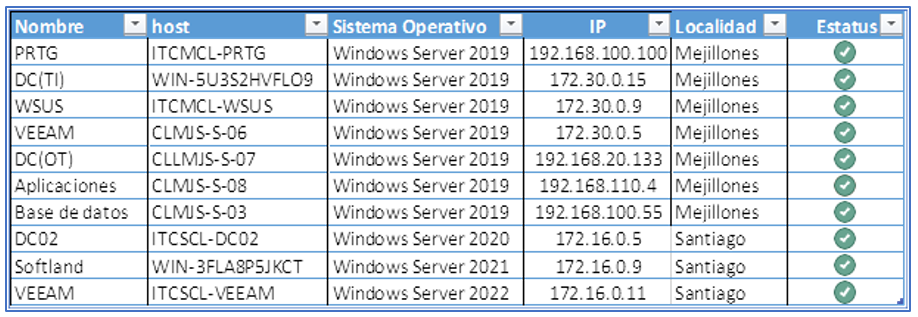 Nombre host Sistema Operativo IP Localidad Estatus
PRTG ITCMCL-PRTG Windows Server 2019 192.168.100.100 Mejillones
DC(TI) WIN-5U3S2HVFLO9 Windows Server 2019 172.30.0.15 Mejillones
WSUS ITCMCL-WSUS Windows Server 2019 172.30.0.9 Mejillones
VEEAM CLMJS-S-06 Windows Server 2019 172.30.0.5 Mejillones
DC(OT) CLLMJS-S-07 Windows Server 2019 192.168.20.133 Mejillones
Aplicaciones CLMJS-S-08 Windows Server 2019 192.168.110.4 Mejillones
Base de datos CLMJS-S-03 Windows Server 2019 192.168.100.55 Mejillones
DC02 ITCSCL-DC02 Windows Server 2020 172.16.0.5 Santiago
Softland WIN-3FLA8P5JKCT Windows Server 2021 172.16.0.9 Santiago
VEEAM ITCSCL-VEEAM Windows Server 2022 172.16.0.11 Santiago